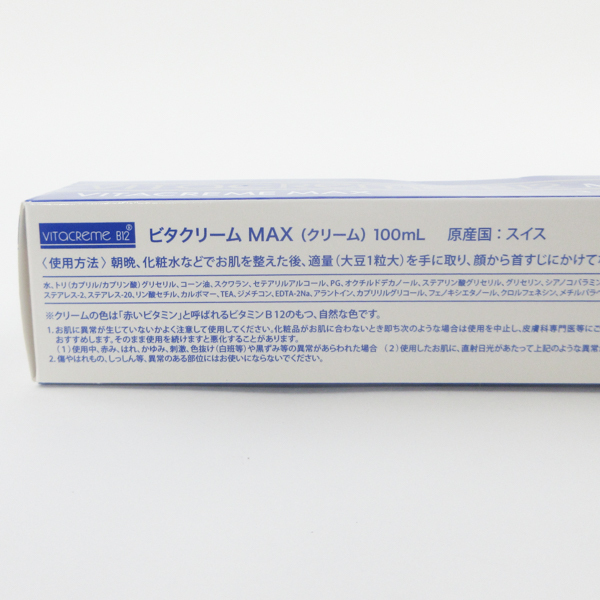 VITACREME MAX
VITACREME B12® ビタクリーム MAX（クリーム）100mL 原産国：スイス
〈使用方法〉朝晩、化粧水などでお肌を整えた後、適量（大豆1粒大）を手に取り、顔から首すじにかけてな
水、トリ（カプリル/カプリン酸）グリセリル、コーン油、スクワラン、セテアリルアルコール、PG、オクチルドデカノール、ステアリン酸グリセリル、グリセリン、シアノコバラミン
ステアレス-2、ステアレス-20、リン酸セチル、カルボマー、TEA、ジメチコン、EDTA-2Na、アラントイン、カプリリルグリコール、フェノキシエタノール、クロルフェネシン、メチルパラベ
※クリームの色は「赤いビタミン」と呼ばれるビタミンB12のもつ、自然な色です。
1. お肌に異常が生じていないかよく注意して使用してください。化粧品がお肌に合わないとき即ち次のような場合は使用を中止し、皮膚科専門医等にご
おすすめします。そのまま使用を続けますと悪化することがあります。
（1）使用中、赤み、はれ、かゆみ、刺激、色抜け（白斑等）や黒ずみ等の異常があらわれた場合 （2）使用したお肌に、直射日光があたって上記のような異常が
2. 傷やはれもの、しっしん等、異常のある部位にはお使いにならないでください。